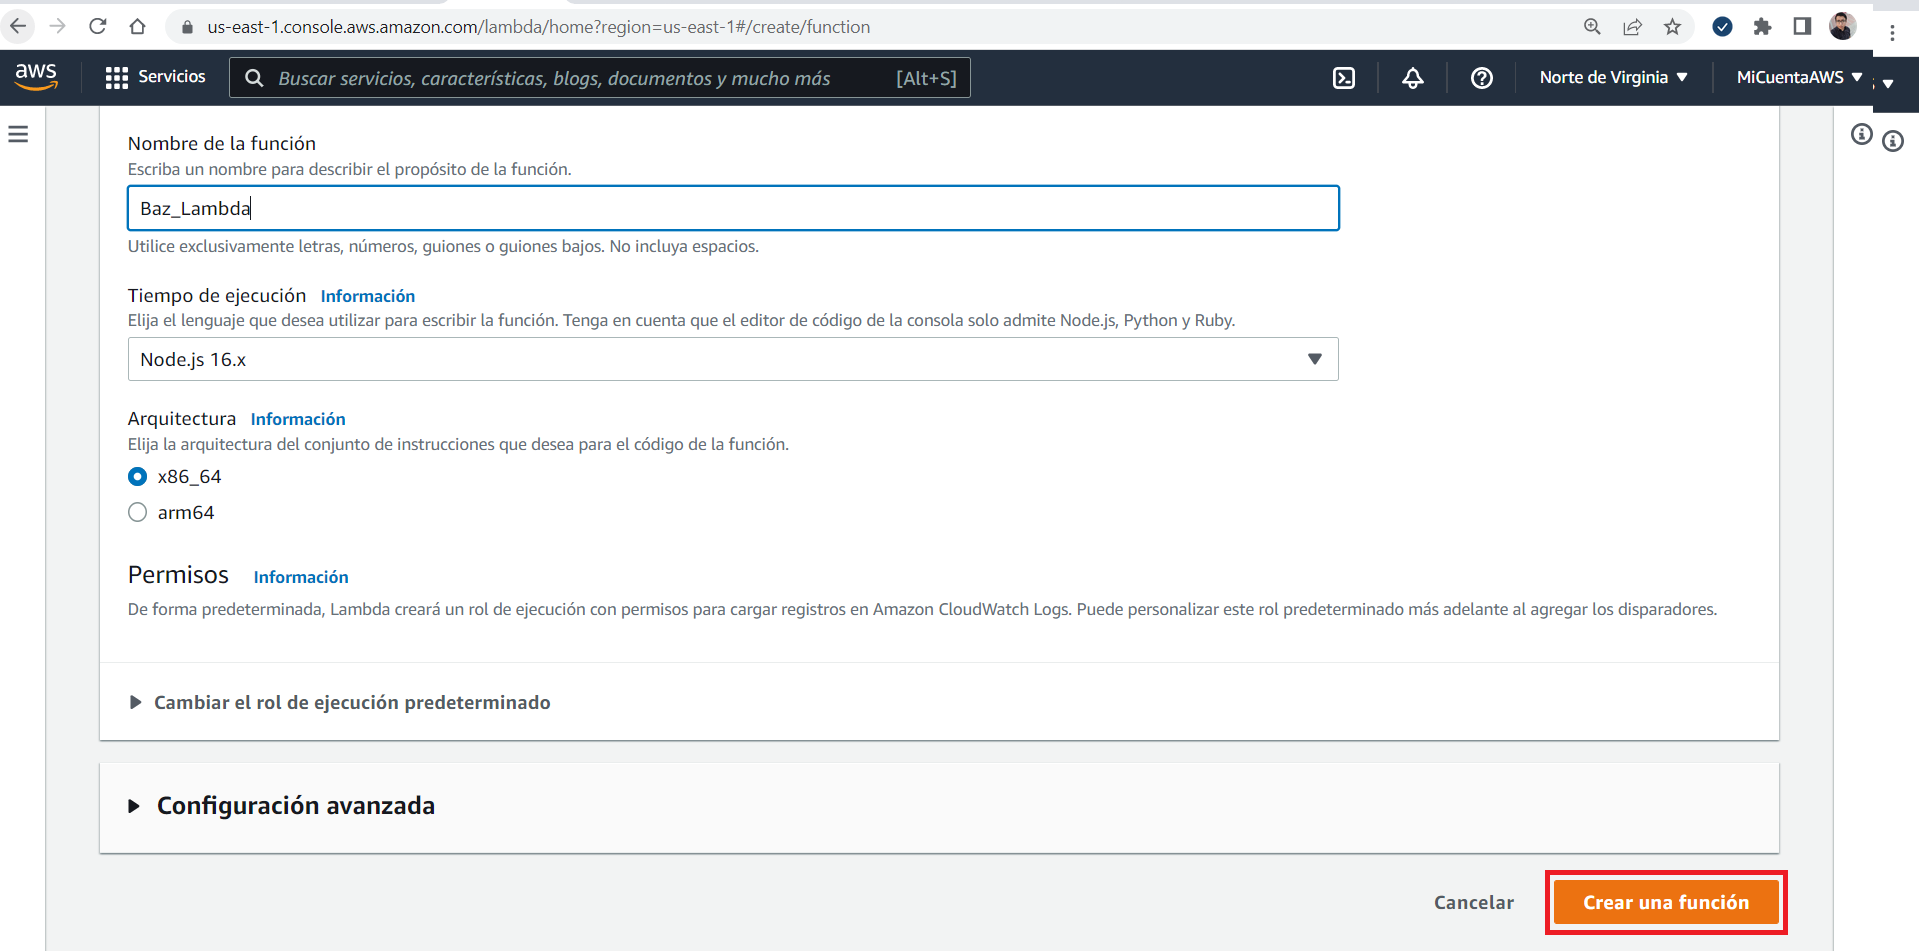 us-east-1.console.aws.amazon.com/lambda/home?region=us-east-1#/create/function
aws
Servicios
Buscar servicios, características, blogs, documentos y mucho más [Alt+S]
Norte de Virginia
MiCuentaAWS
Nombre de la función
Escriba un nombre para describir el propósito de la función.
Baz_Lambda
Utilice exclusivamente letras, números, guiones o guiones bajos. No incluya espacios.
Tiempo de ejecución Información
Elija el lenguaje que desea utilizar para escribir la función. Tenga en cuenta que el editor de código de la consola solo admite Node.js, Python y Ruby.
Node.js 16.x
Arquitectura Información
Elija la arquitectura del conjunto de instrucciones que desea para el código de la función.
x86_64
arm64
Permisos Información
De forma predeterminada, Lambda creará un rol de ejecución con permisos para cargar registros en Amazon CloudWatch Logs. Puede personalizar este rol predeterminado más adelante al agregar los disparadores.
Cambiar el rol de ejecución predeterminado
Configuración avanzada
Cancelar
Crear una función